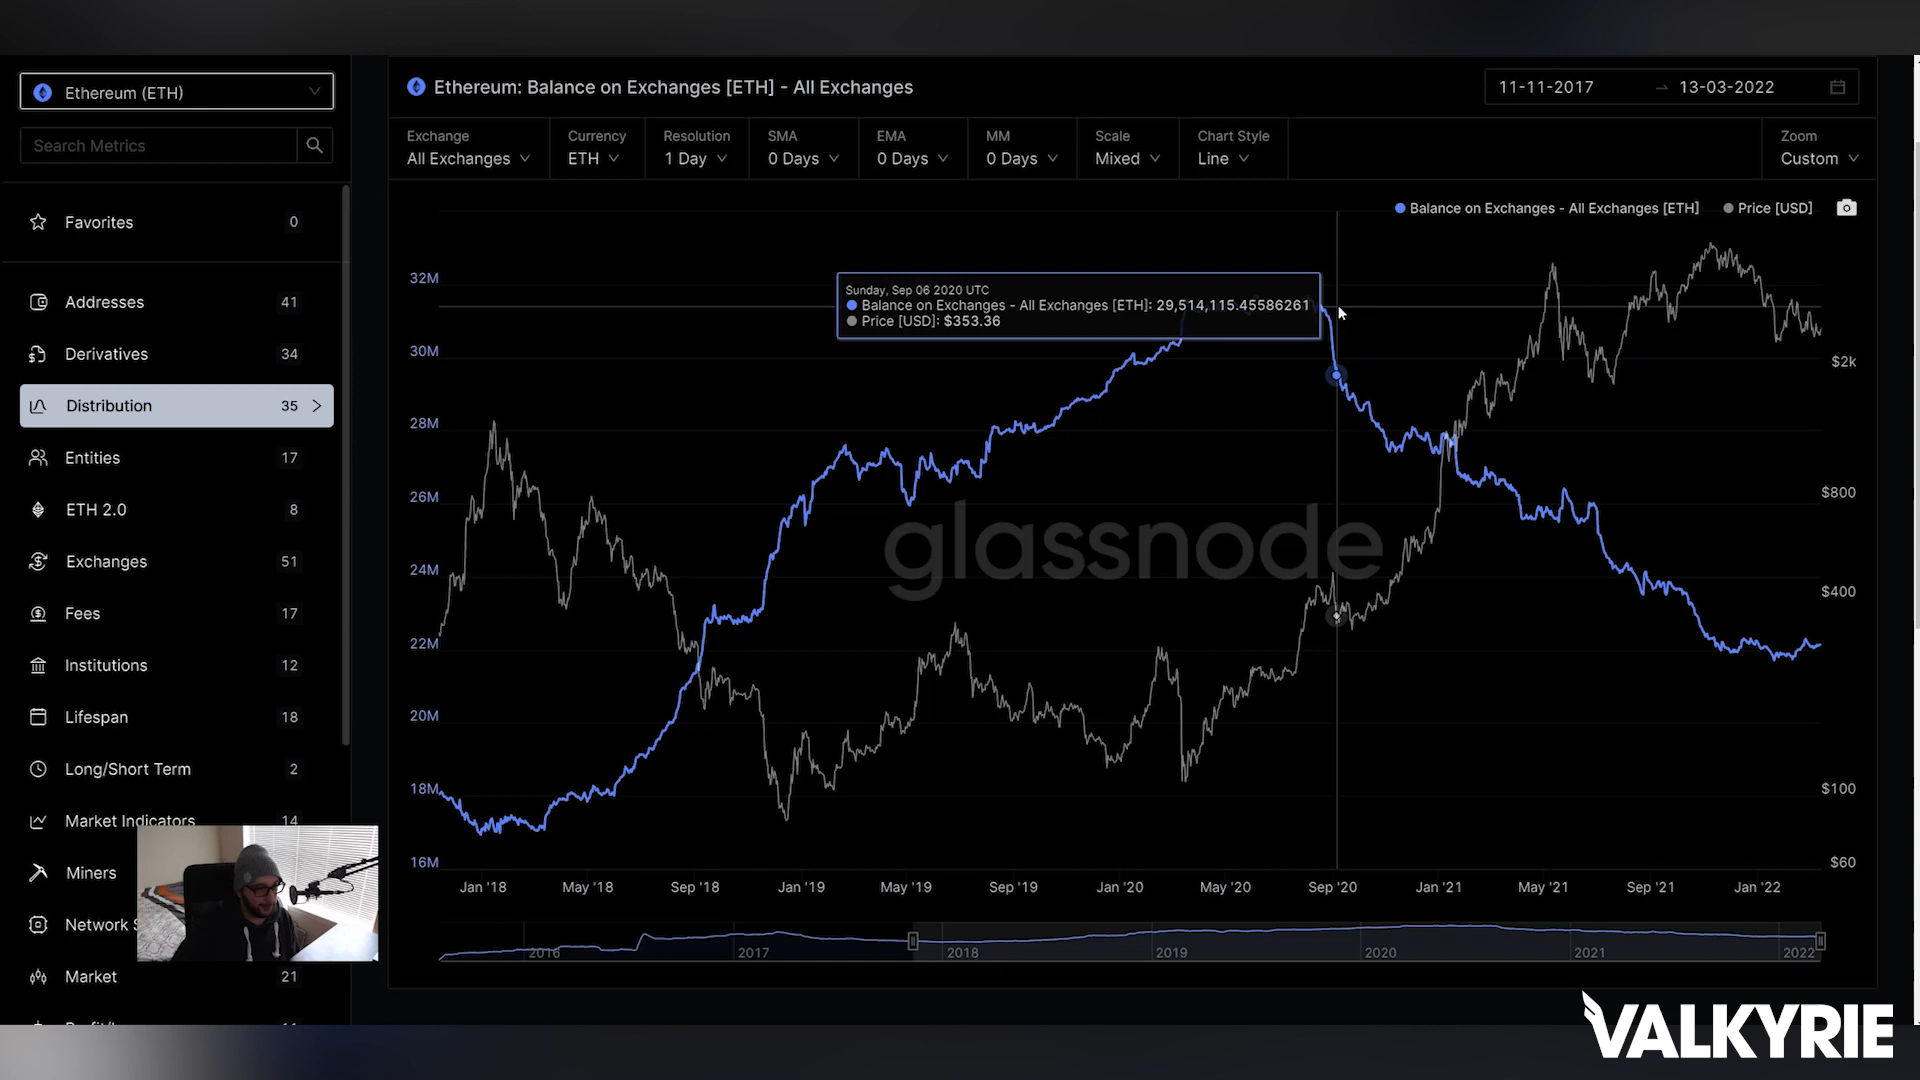 Ethereum (ETH)
Search Metrics
Favorites 0
Addresses 41
Derivatives 34
Distribution 35
Entities 17
ETH 2.0 8
Exchanges 51
Fees 17
Institutions 12
Lifespan 18
Long/Short Term 2
Market Indicators 14
Miners
Network
Market 21
Ethereum: Balance on Exchanges [ETH] - All Exchanges
11-11-2017 → 13-03-2022
Exchange Currency Resolution SMA EMA MM Scale Chart Style Zoom
All Exchanges ETH 1 Day 0 Days 0 Days 0 Days Mixed Line Custom
Balance on Exchanges - All Exchanges [ETH] Price [USD]
Sunday, Sep 06 2020 UTC
Balance on Exchanges - All Exchanges [ETH]: 29,514,115.45586261
Price [USD]: $353.36
32M
30M
28M
26M
24M
22M
20M
18M
16M
$2k
$800
$400
$100
$60
glassnode
Jan '18 May '18 Sep '18 Jan '19 May '19 Sep '19 Jan '20 May '20 Sep '20 Jan '21 May '21 Sep '21 Jan '22
2016 2017 2018 2019 2020 2021 2022
VALKYRIE